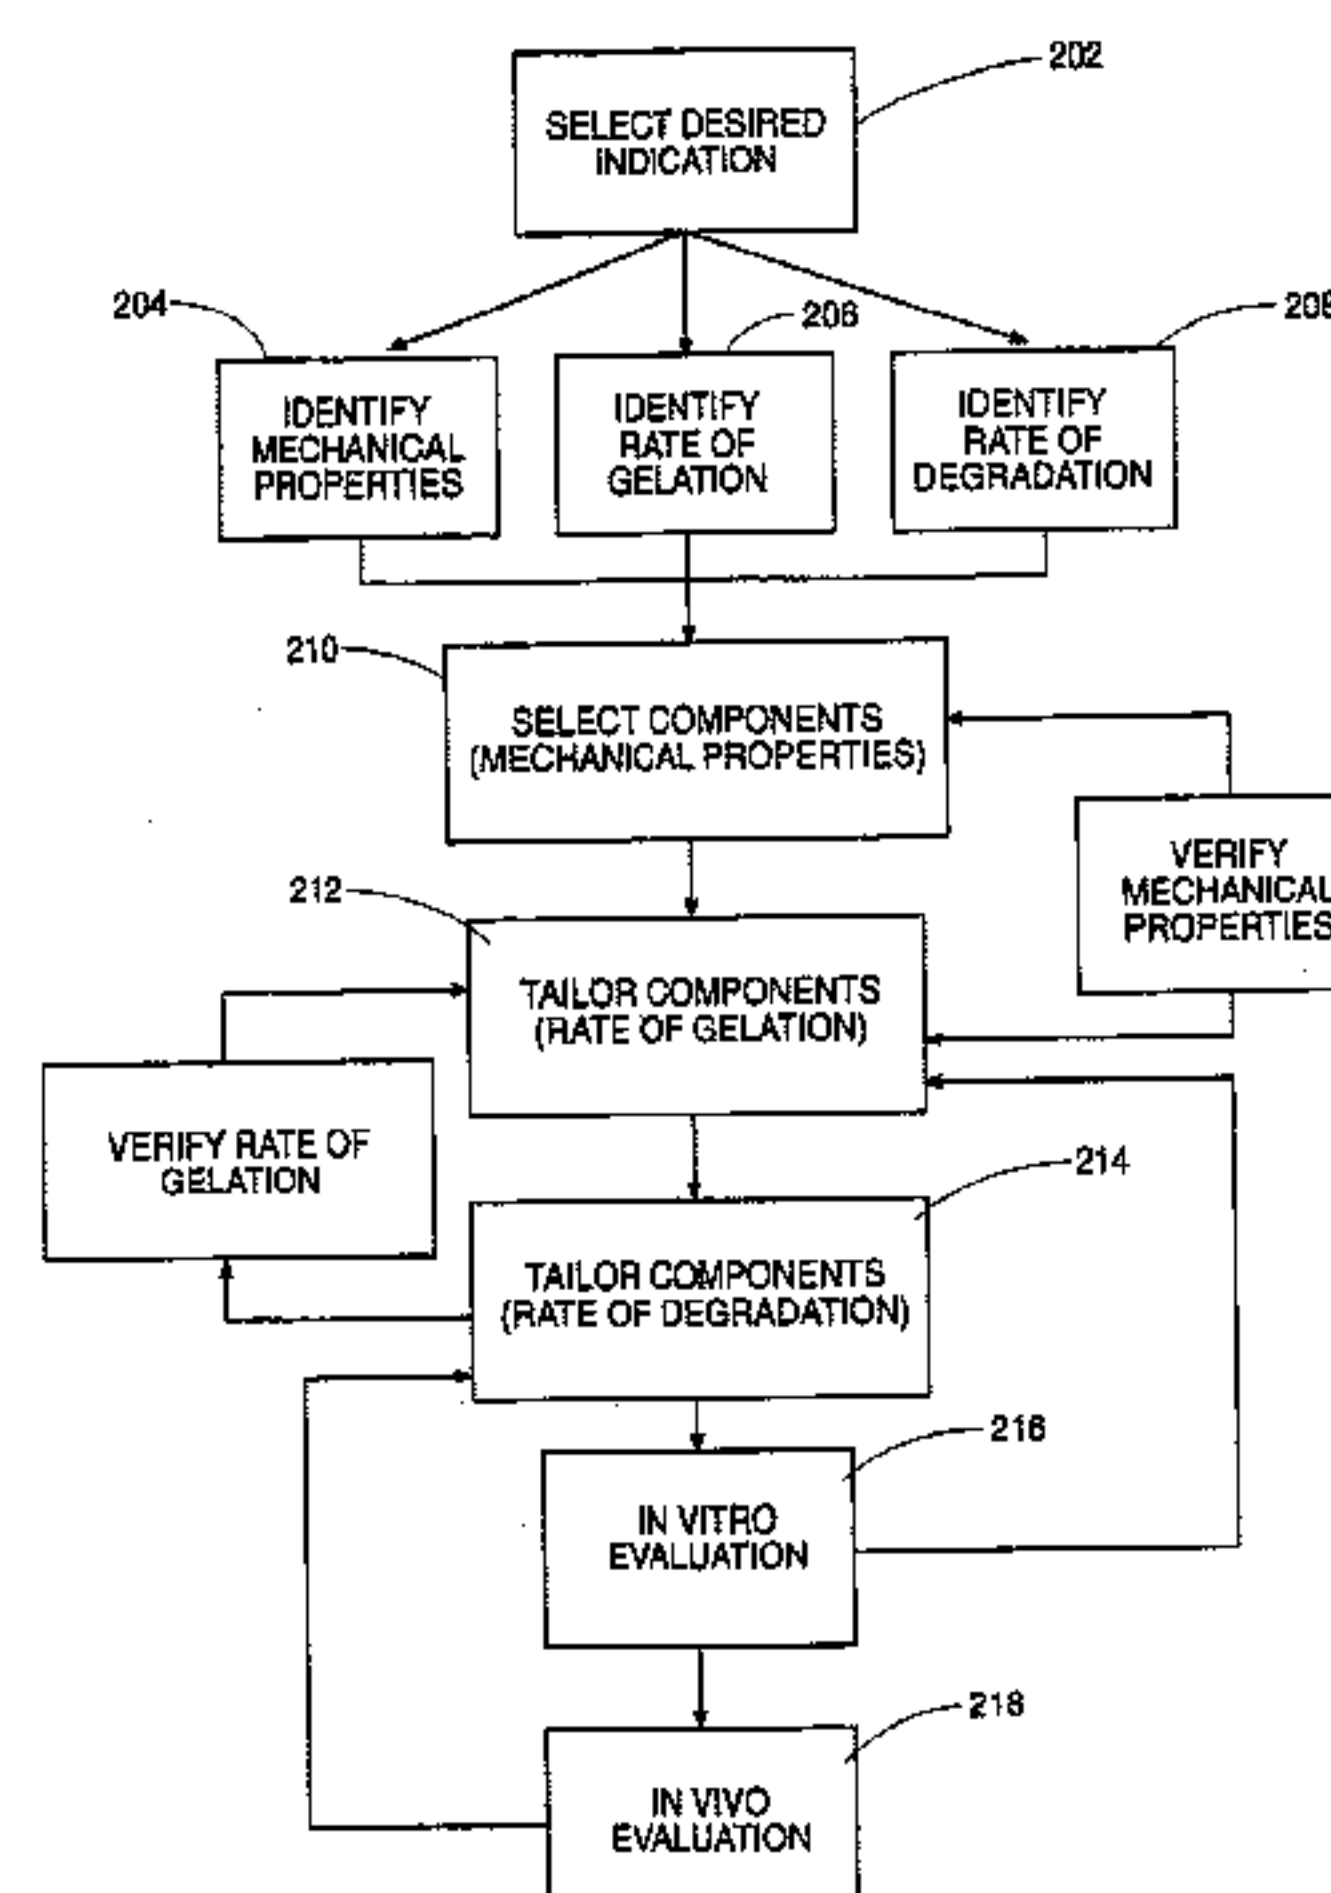 202
SELECT DESIRED
INDICATION
204
206
IDENTIFY
MECHANICAL
PROPERTIES
IDENTIFY
RATE OF
GELATION
IDENTIFY
RATE OF
DEGRADATION
210
SELECT COMPONENTS
(MECHANICAL PROPERTIES)
VERIFY
MECHANICAL
PROPERTIES
212
TAILOR COMPONENTS
(RATE OF GELATION)
VERIFY RATE OF
GELATION
214
TAILOR COMPONENTS
(RATE OF DEGRADATION)
216
IN VITRO
EVALUATION
218
IN VIVO
EVALUATION